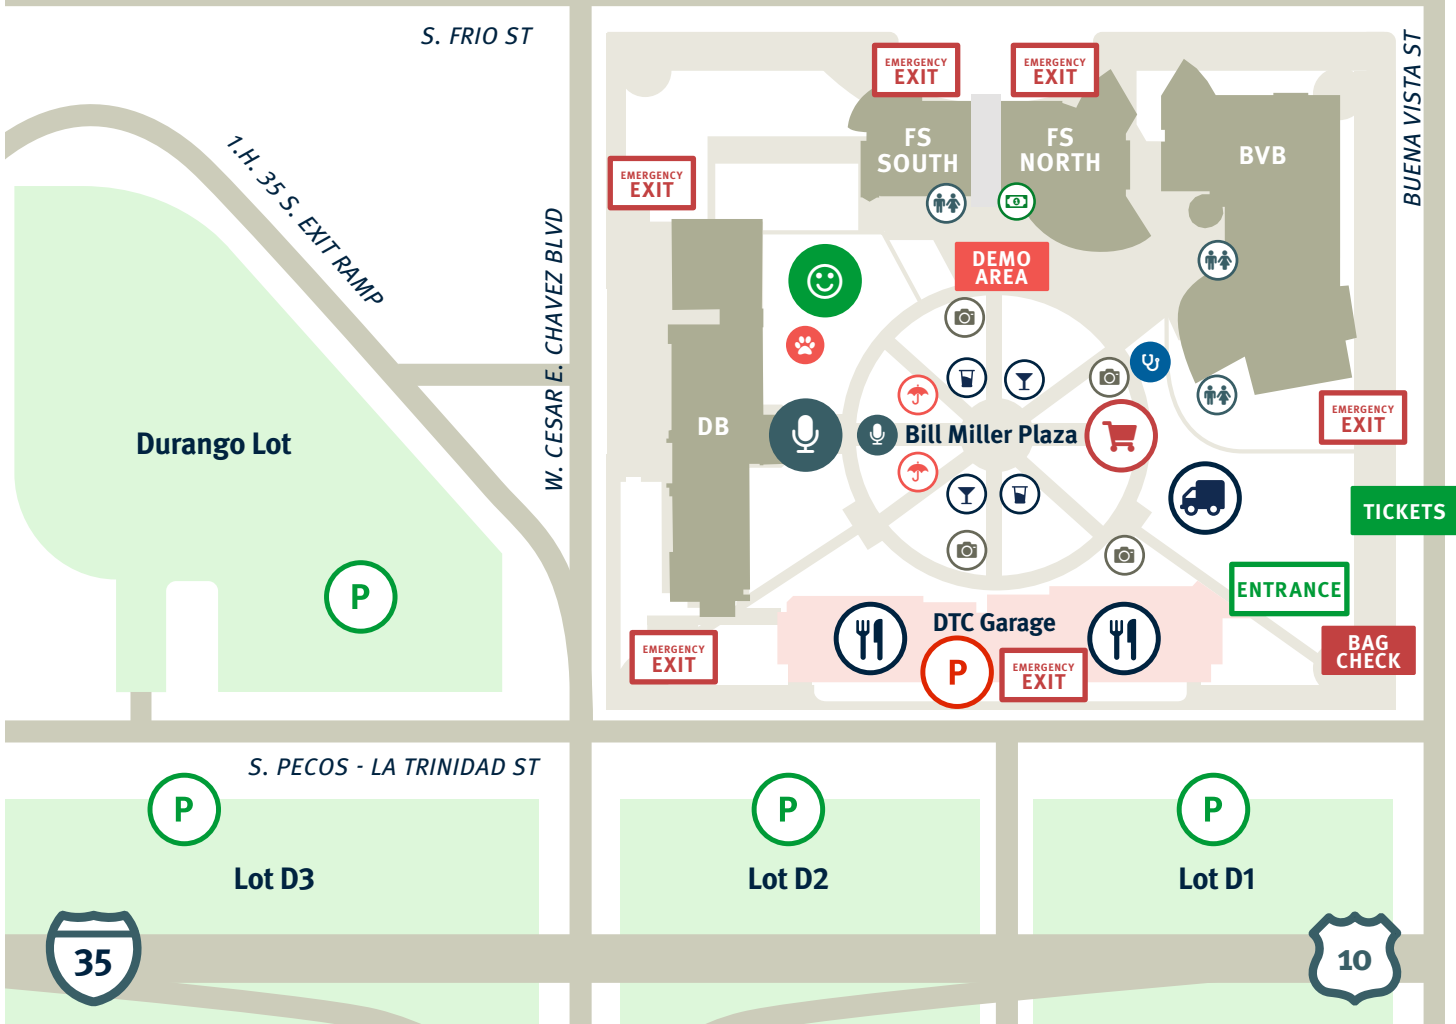 S. FRIO ST
BUENA VISTA ST
EMERGENCY
EXIT
EMERGENCY
EXIT
FS
SOUTH
FS
NORTH
BVB
EMERGENCY
EXIT
1.H. 35 S. EXIT RAMP
W. CESAR E. CHAVEZ BLVD
DEMO
AREA
DB
Bill Miller Plaza
EMERGENCY
EXIT
Durango Lot
TICKETS
P
ENTRANCE
DTC Garage
EMERGENCY
EXIT
P
EMERGENCY
EXIT
BAG
CHECK
S. PECOS - LA TRINIDAD ST
P
P
P
Lot D3
Lot D2
Lot D1
35
10